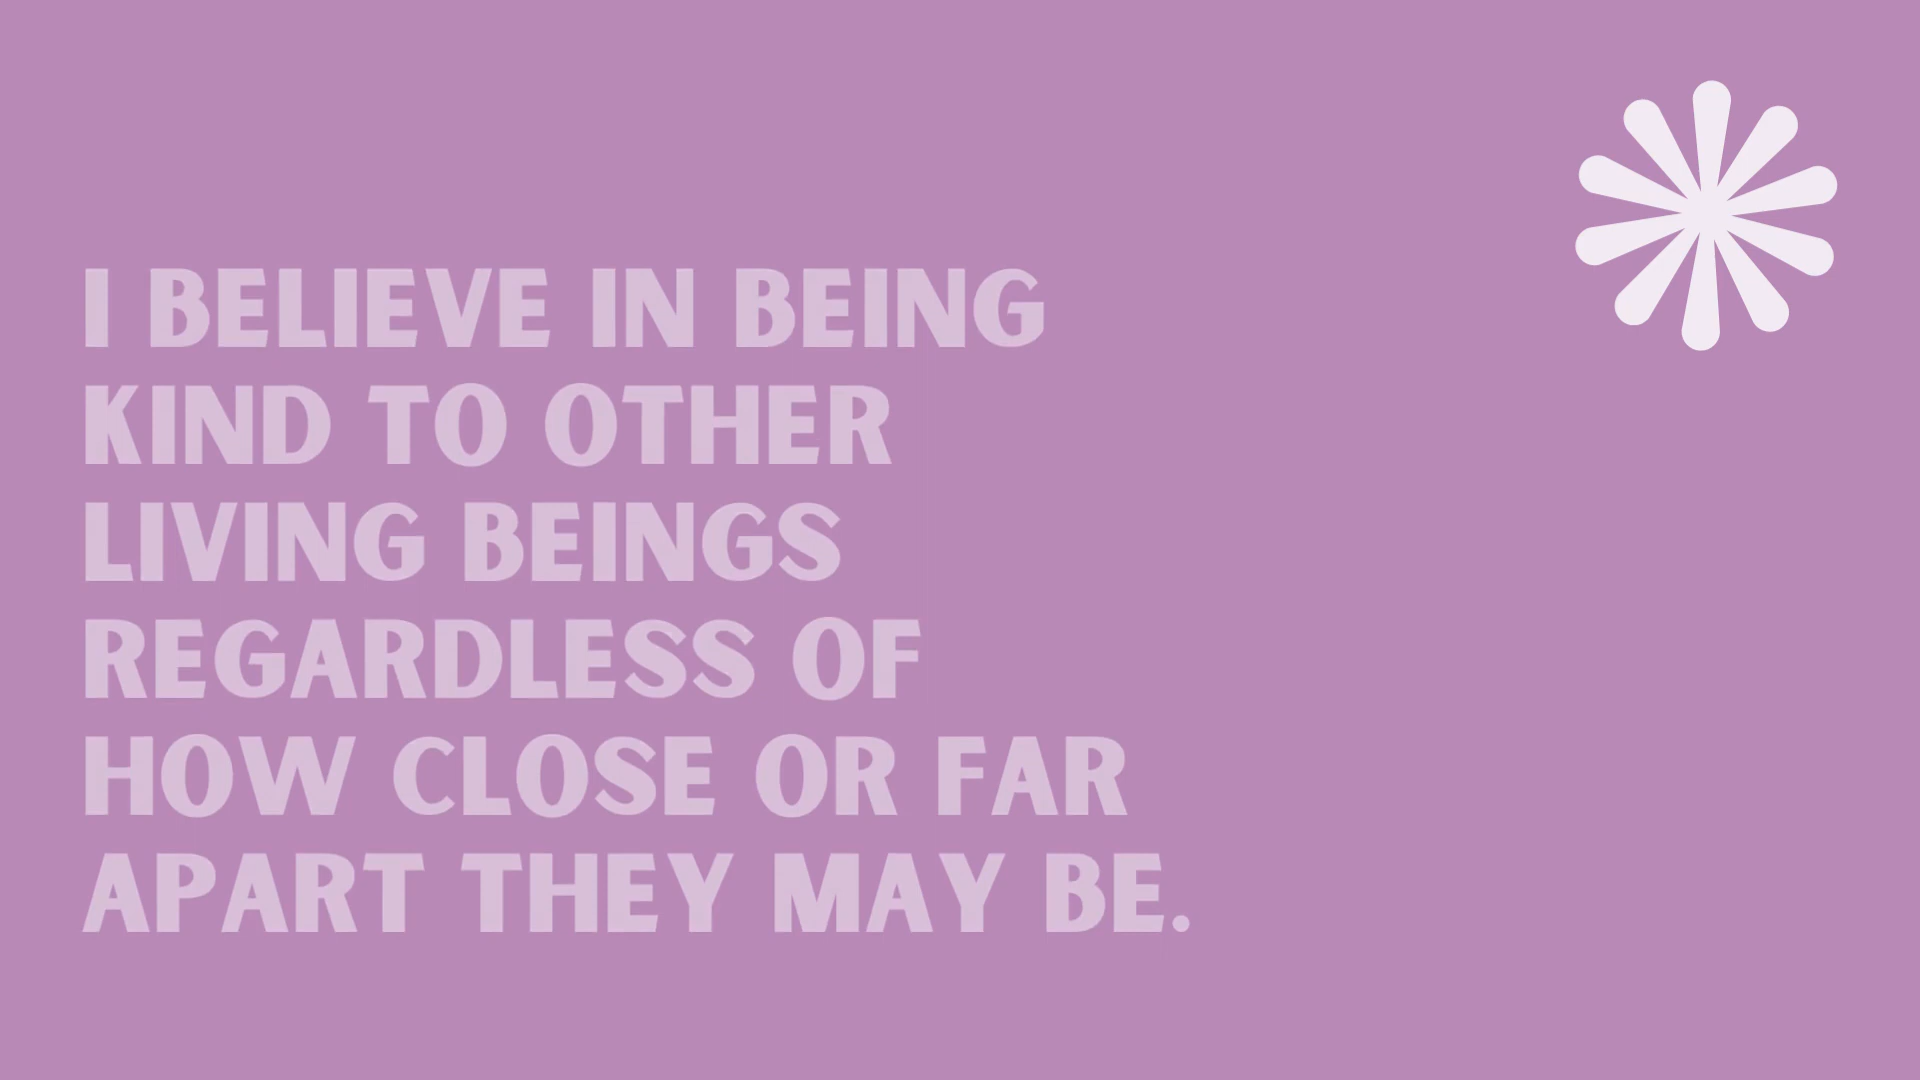 I BELIEVE IN BEING
KIND TO OTHER
LIVING BEINGS
REGARDLESS OF
HOW CLOSE OR FAR
APART THEY MAY BE.